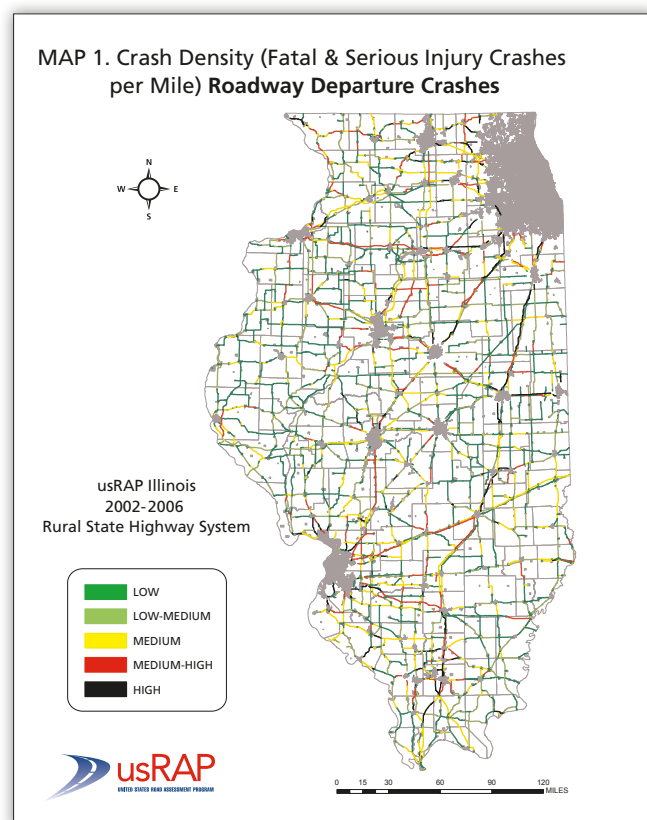 MAP 1. Crash Density (Fatal & Serious Injury Crashes
per Mile) Roadway Departure Crashes
N
W E
S
usRAP Illinois
2002-2006
Rural State Highway System
LOW
LOW-MEDIUM
MEDIUM
MEDIUM-HIGH
HIGH
usRAP
UNITED STATES ROAD ASSESSMENT PROGRAM
0 15 30 60 90 120
MILES